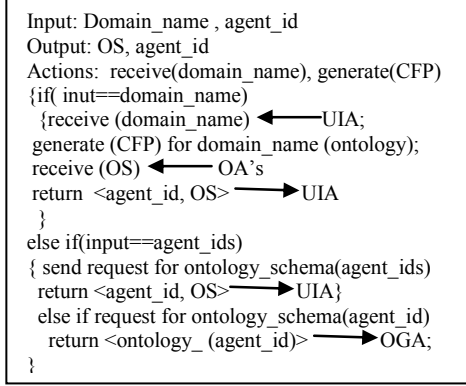 Input: Domain_name , agent_id
Output: OS, agent_id
Actions:  receive(domain_name), generate(CFP)
{if( inut==domain_name)
{receive (domain_name) ← UIA;
generate (CFP) for domain_name (ontology);
receive (OS) ← OA's
return  <agent_id, OS> → UIA
}
else if(input==agent_ids)
{ send request for ontology_schema(agent_ids)
return <agent_id, OS> → UIA}
else if request for ontology_schema(agent_id)
return <ontology_ (agent_id)> → OGA;
}